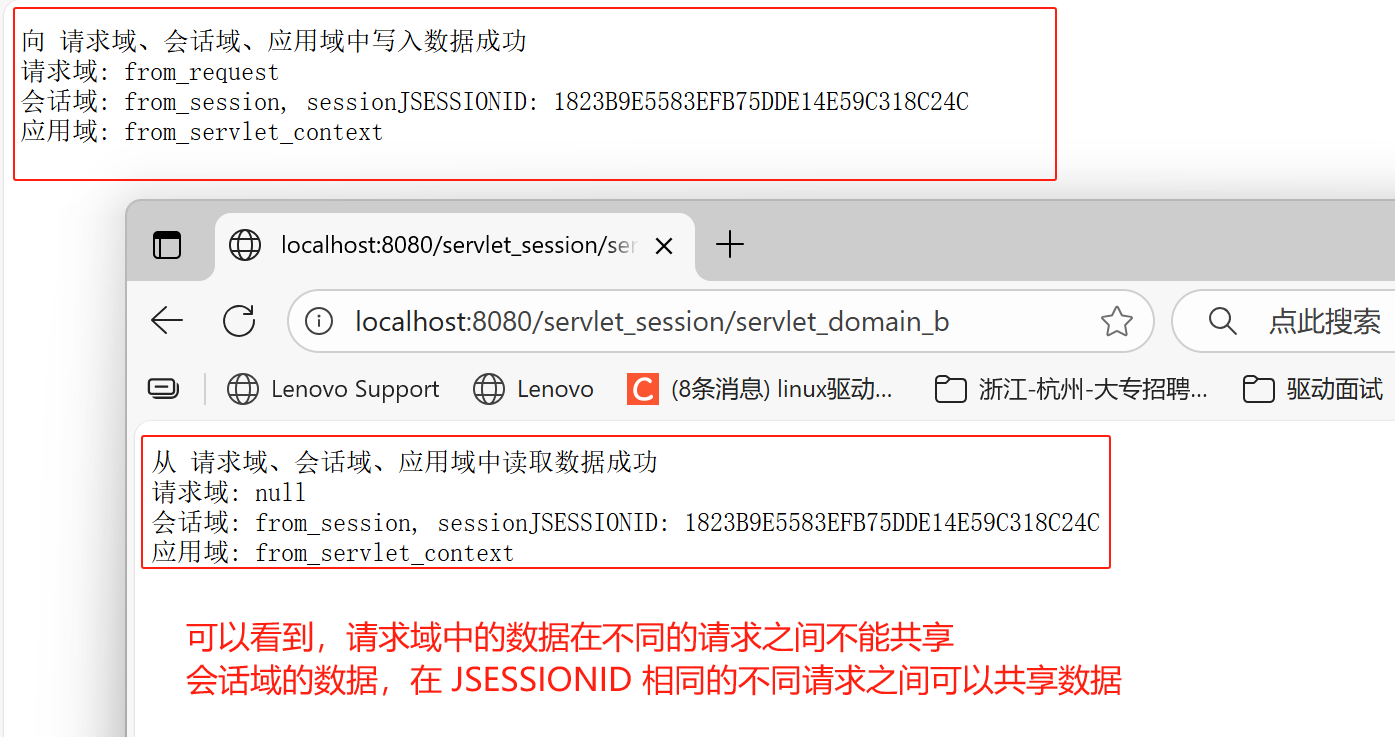 向 请求域、会话域、应用域中写入数据成功
请求域: from_request
会话域: from_session, sessionJSESSIONID: 1823B9E5583EFB75DDE14E59C318C24C
应用域: from_servlet_context
localhost:8080/servlet_session/ser
localhost:8080/servlet_session/servlet_domain_b
点此搜索
Lenovo Support
Lenovo
C (8条消息) linux驱动...
浙江-杭州-大专招聘...
驱动面试
从 请求域、会话域、应用域中读取数据成功
请求域: null
会话域: from_session, sessionJSESSIONID: 1823B9E5583EFB75DDE14E59C318C24C
应用域: from_servlet_context
可以看到，请求域中的数据在不同的请求之间不能共享
会话域的数据，在 JSESSIONID 相同的不同请求之间可以共享数据